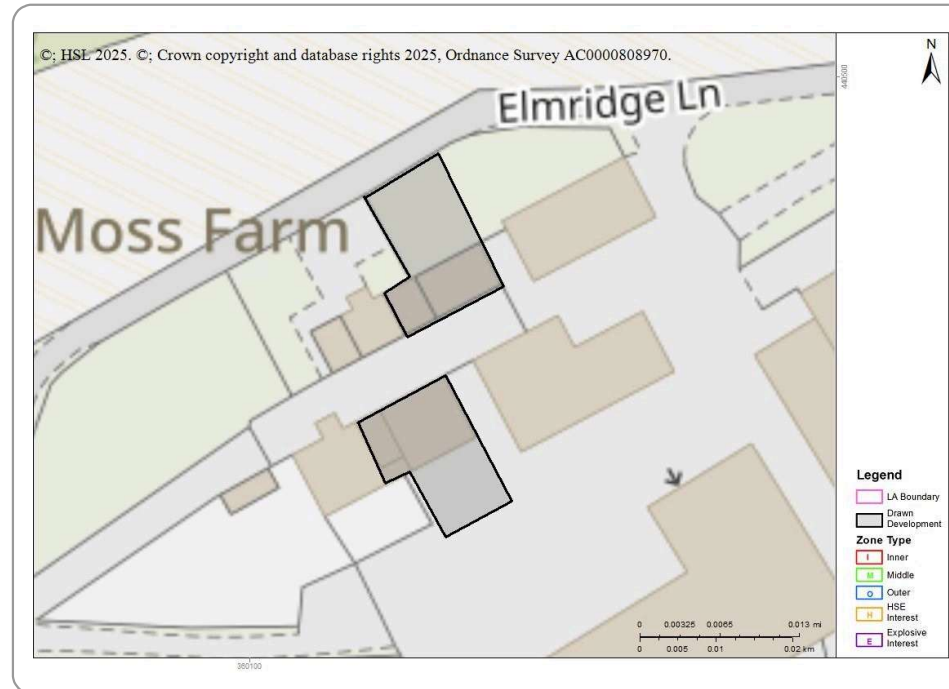 ©; HSL 2025. ©; Crown copyright and database rights 2025, Ordnance Survey AC0000808970.
N
440500
Elmridge Ln
Moss Farm
Legend
LA Boundary
Drawn
Development
Zone Type
I Inner
M Middle
O Outer
H HSE
Interest
E Explosive
Interest
0 0.00325 0.0065 0.013 mi
0 0.005 0.01 0.02 km
360100